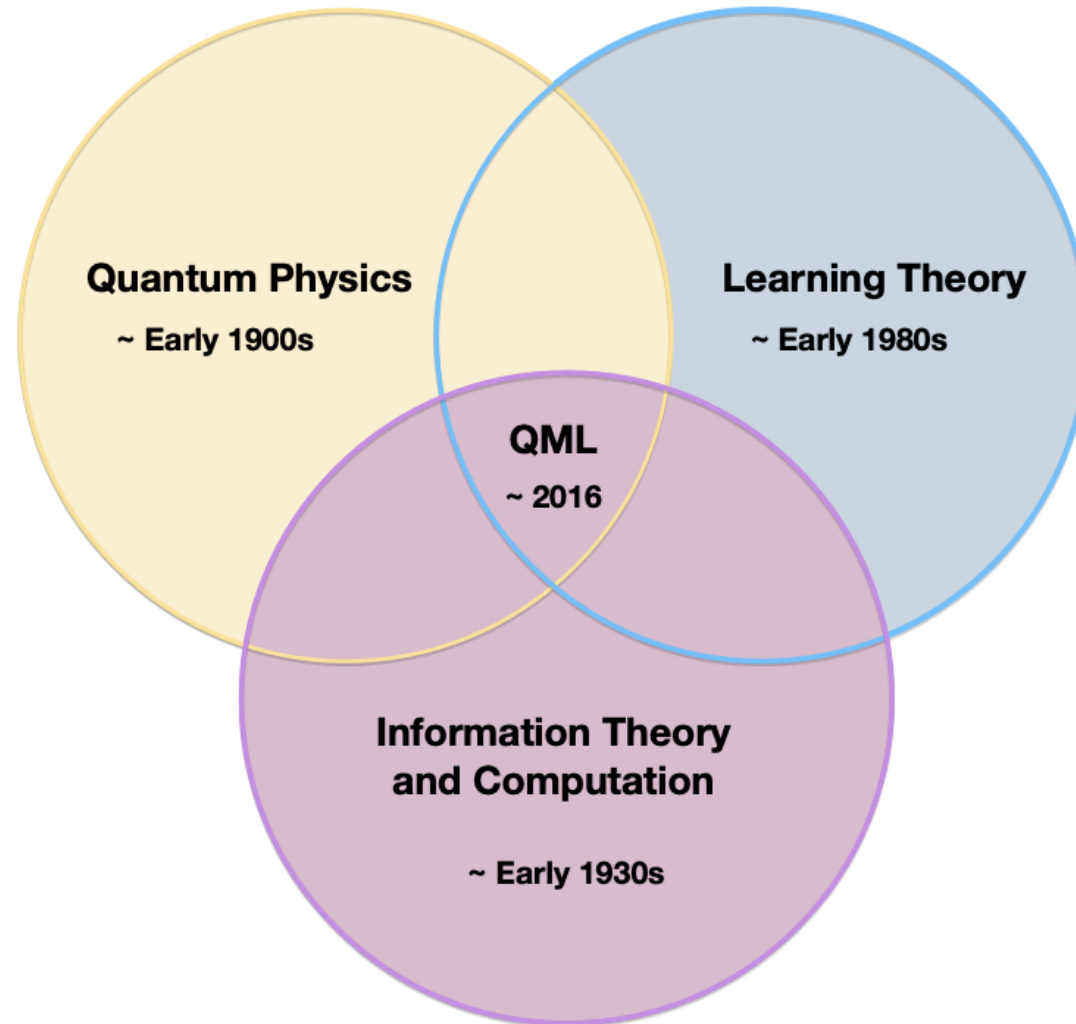 Quantum Physics
~ Early 1900s
Learning Theory
~ Early 1980s
QML
~ 2016
Information Theory
and Computation
~ Early 1930s